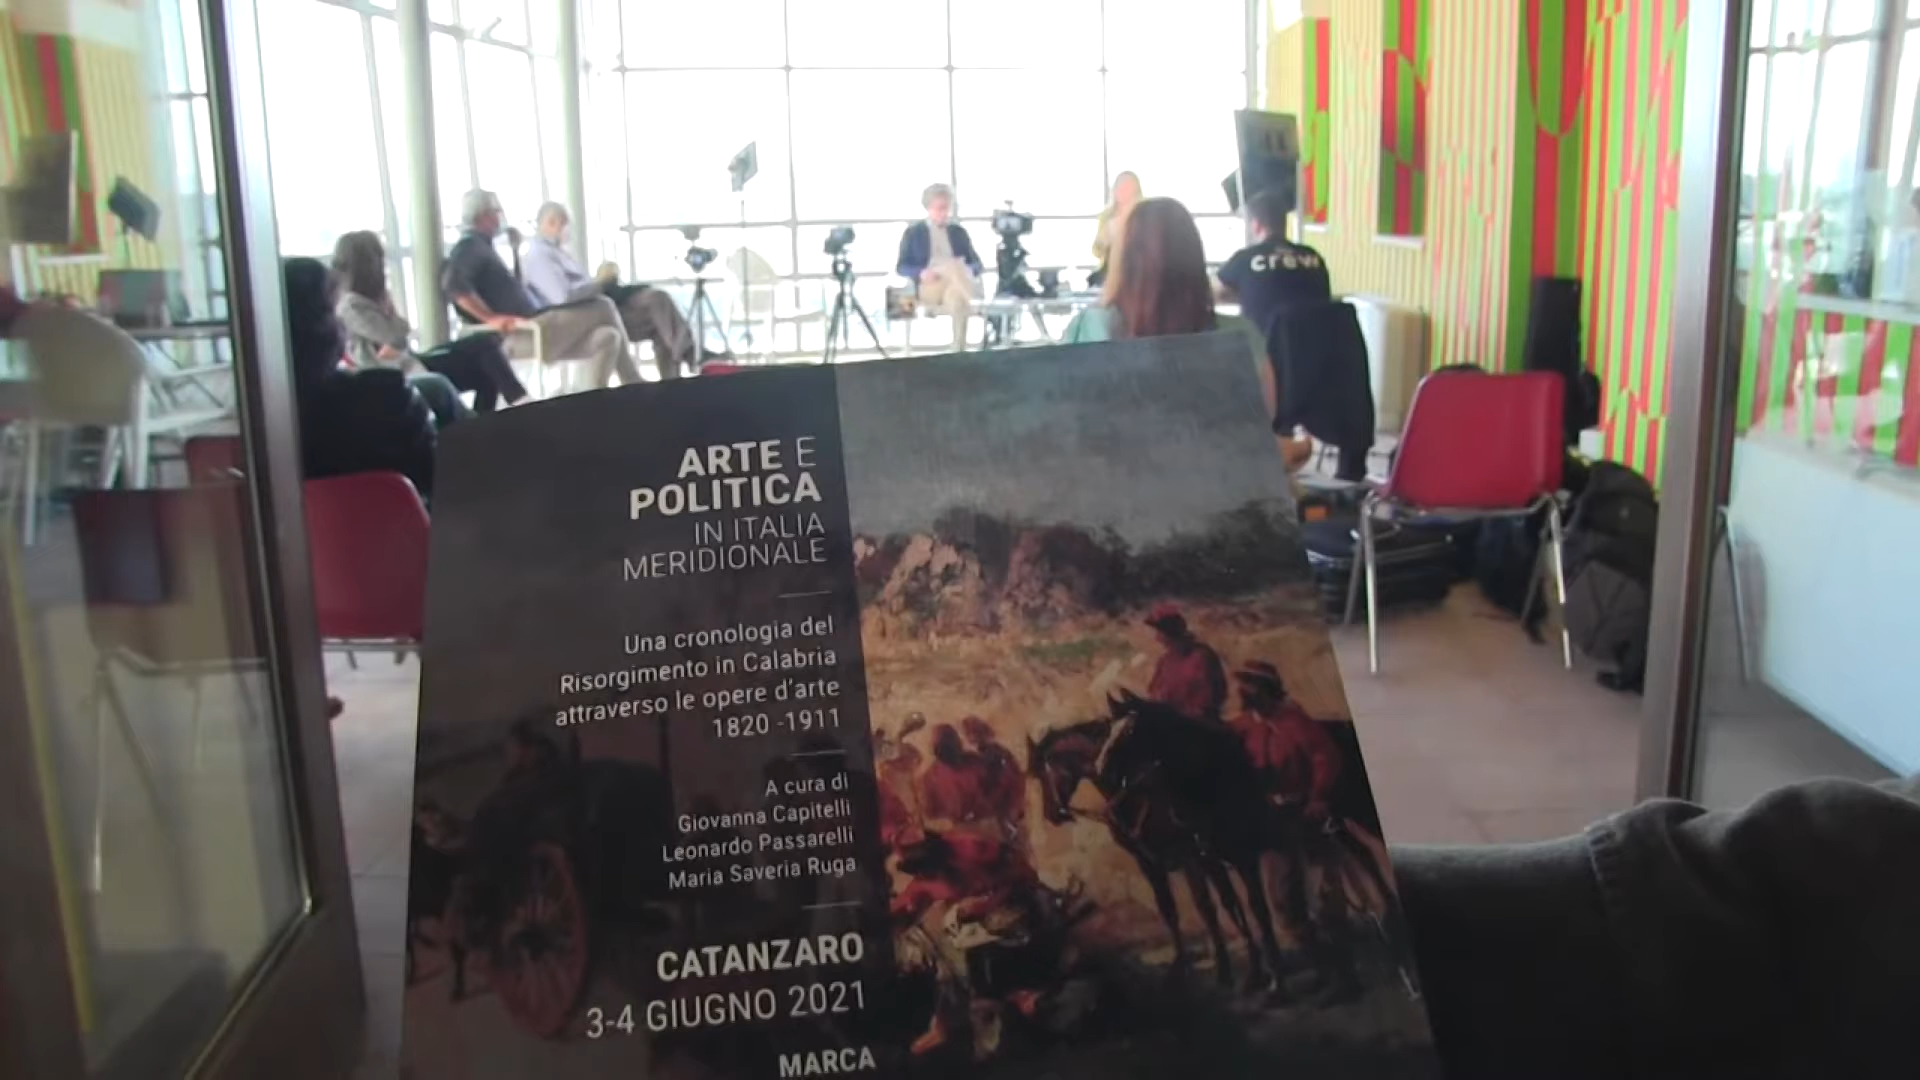 ARTE E
POLITICA
IN ITALIA
MERIDIONALE
Una cronologia del
Risorgimento in Calabria
attraverso le opere d'arte
1820 -1911
A cura di
Giovanna Capitelli
Leonardo Passarelli
Maria Saveria Ruga
CATANZARO
3-4 GIUGNO 2021
MARCA
crew